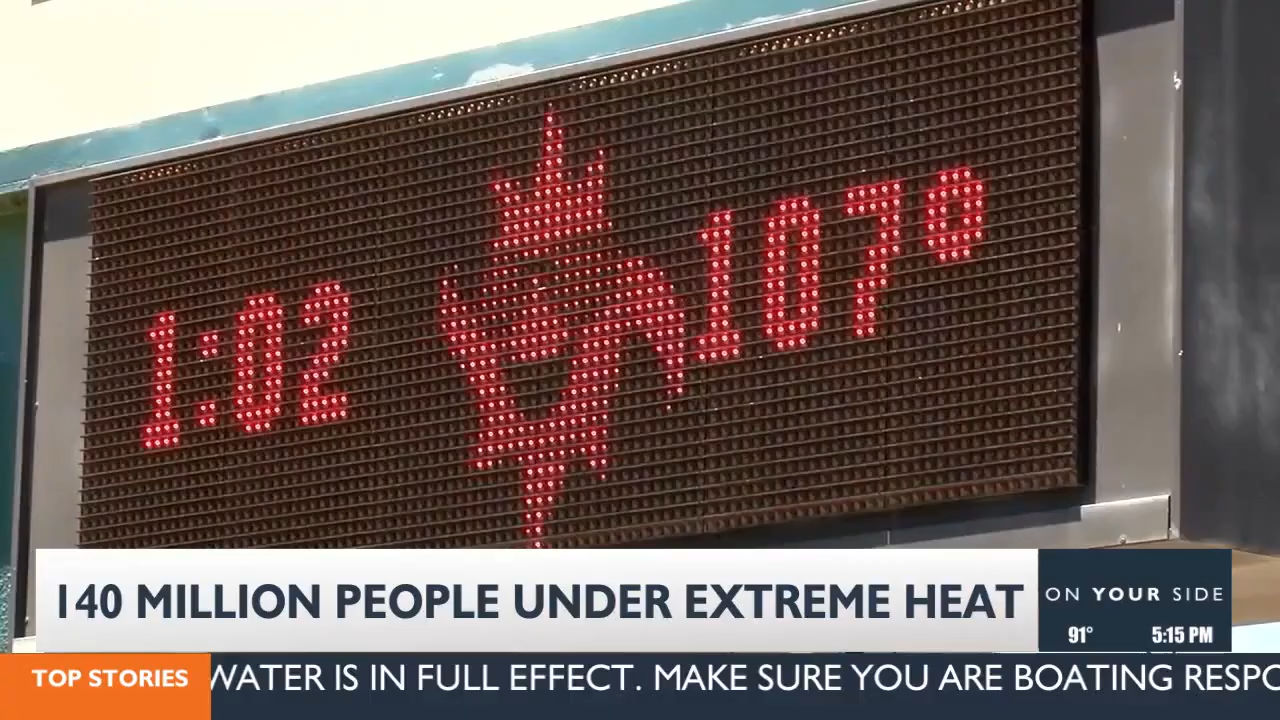 1:02 107°
140 MILLION PEOPLE UNDER EXTREME HEAT
ON YOUR SIDE
91° 5:15 PM
TOP STORIES WATER IS IN FULL EFFECT. MAKE SURE YOU ARE BOATING